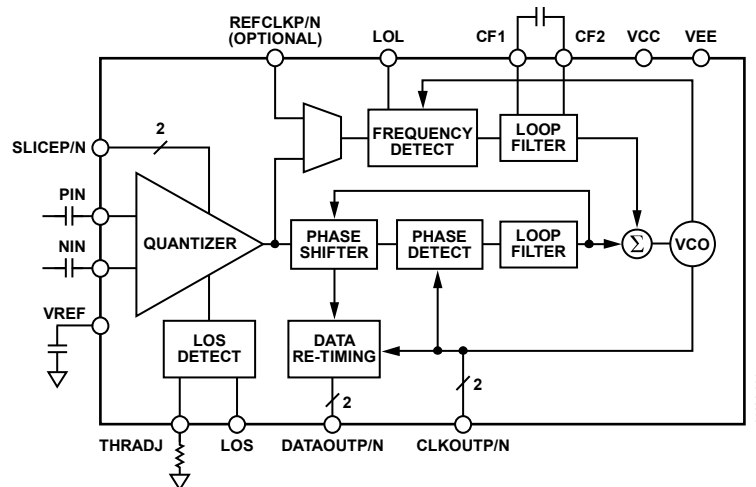 REFCLKP/N
(OPTIONAL)
LOL
CF1
CF2
VCC
VEE
2
SLICEP/N
FREQUENCY
DETECT
LOOP
FILTER
PIN
QUANTIZER
PHASE
SHIFTER
PHASE
DETECT
LOOP
FILTER
Σ
VCO
NIN
VREF
LOS
DETECT
DATA
RE-TIMING
2
2
THRADJ
LOS
DATAOUTP/N
CLKOUTP/N